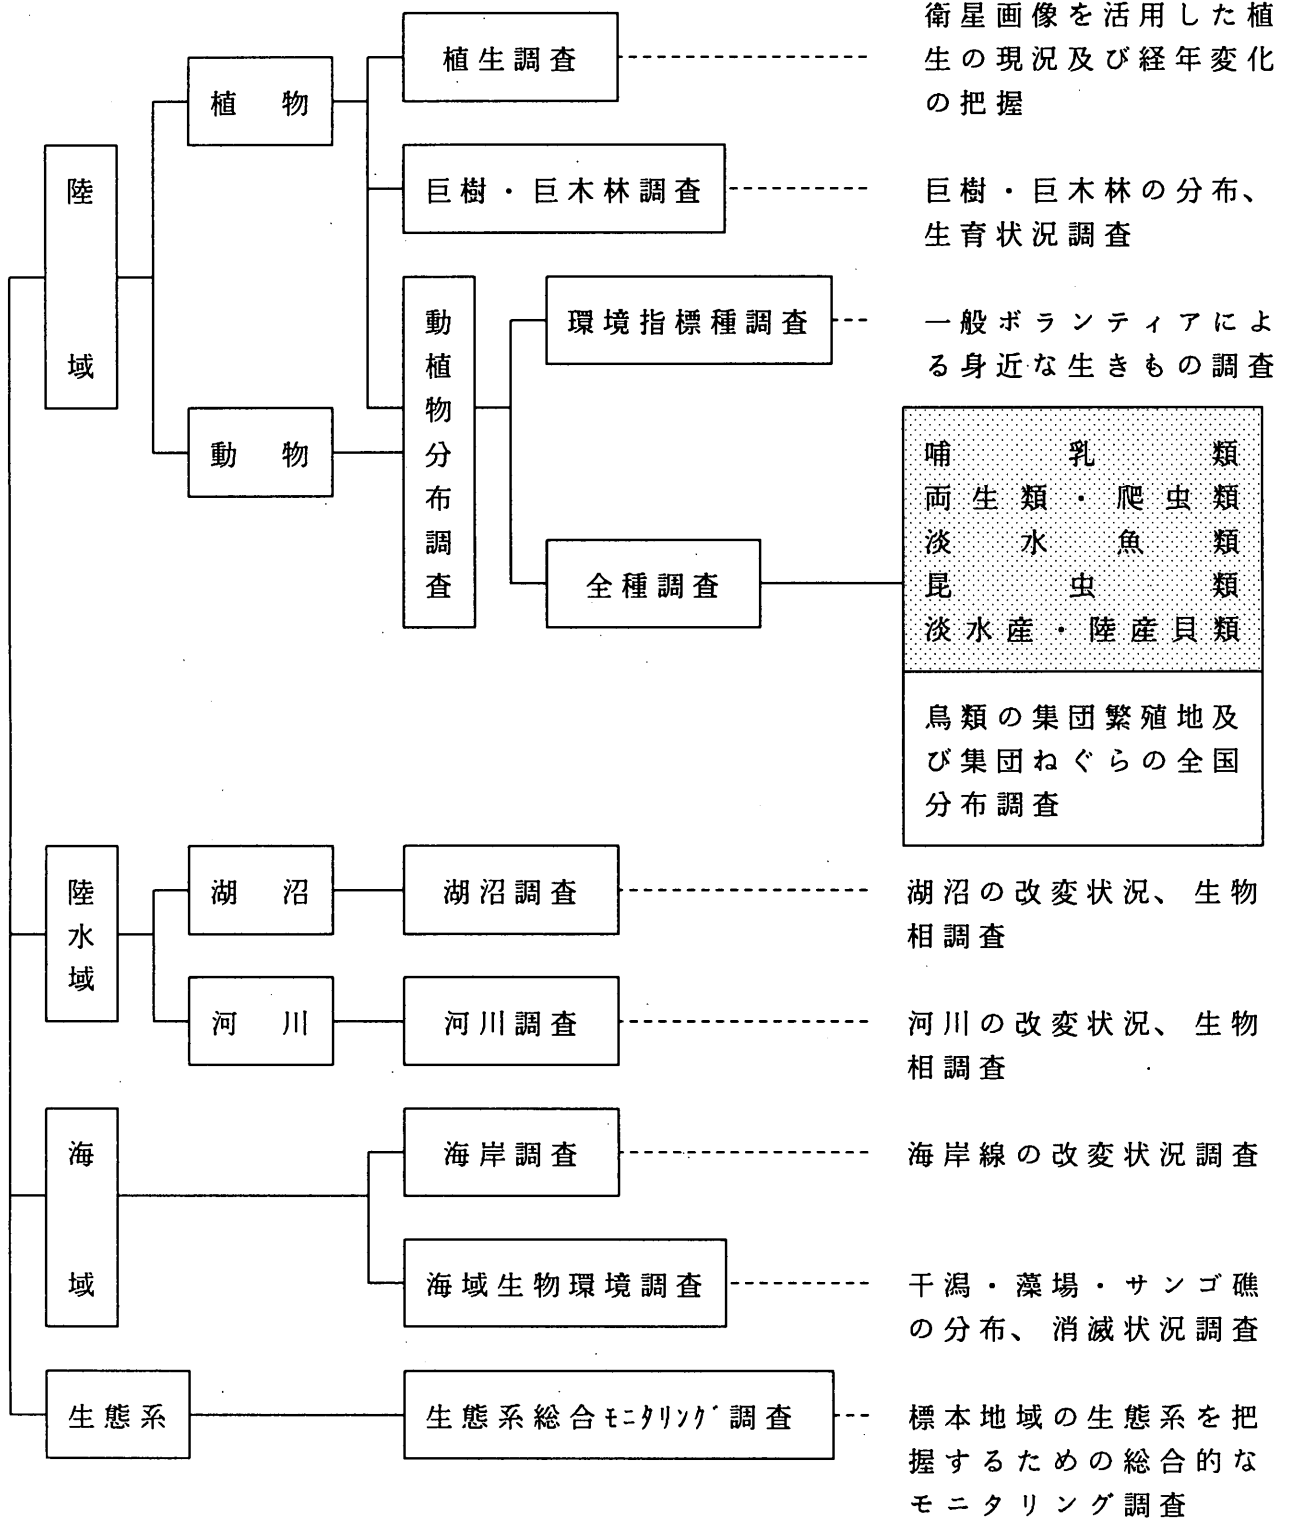 植生調査
衛星画像を活用した植
生の現況及び経年変化
の把握
植物
陸域
巨樹・巨木林調査
巨樹・巨木林の分布、
生育状況調査
動植物分布調査
環境指標種調査
一般ボランティアによ
る身近な生きもの調査
動物
全種調査
哺乳類
両生類・爬虫類
淡水魚類
昆虫類
淡水産・陸産貝類
鳥類の集団繁殖地及
び集団ねぐらの全国
分布調査
陸水域
湖沼
湖沼調査
湖沼の改変状況、生物
相調査
河川
河川調査
河川の改変状況、生物
相調査
海域
海岸調査
海岸線の改変状況調査
海域生物環境調査
干潟・藻場・サンゴ礁
の分布、消滅状況調査
生態系
生態系総合ﾓﾆﾀﾘﾝｸﾞ調査
標本地域の生態系を把
握するための総合的な
モニタリング調査